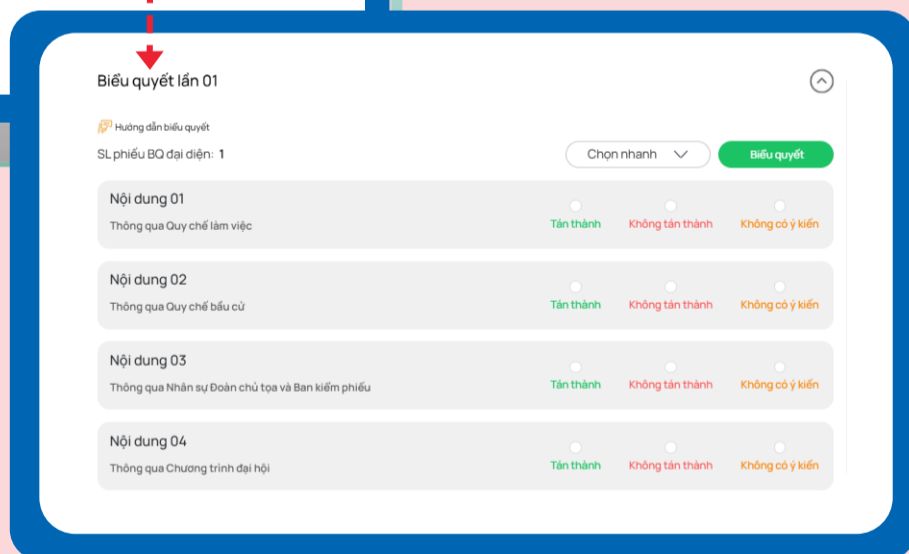 Biểu quyết lần 01
Hướng dẫn biểu quyết
SL phiếu BQ đại diện: 1
Chọn nhanh
Biểu quyết
Nội dung 01
Thông qua Quy chế làm việc
Tán thành
Không tán thành
Không có ý kiến
Nội dung 02
Thông qua Quy chế bầu cử
Tán thành
Không tán thành
Không có ý kiến
Nội dung 03
Thông qua Nhân sự Đoàn chủ tọa và Ban kiểm phiếu
Tán thành
Không tán thành
Không có ý kiến
Nội dung 04
Thông qua Chương trình đại hội
Tán thành
Không tán thành
Không có ý kiến